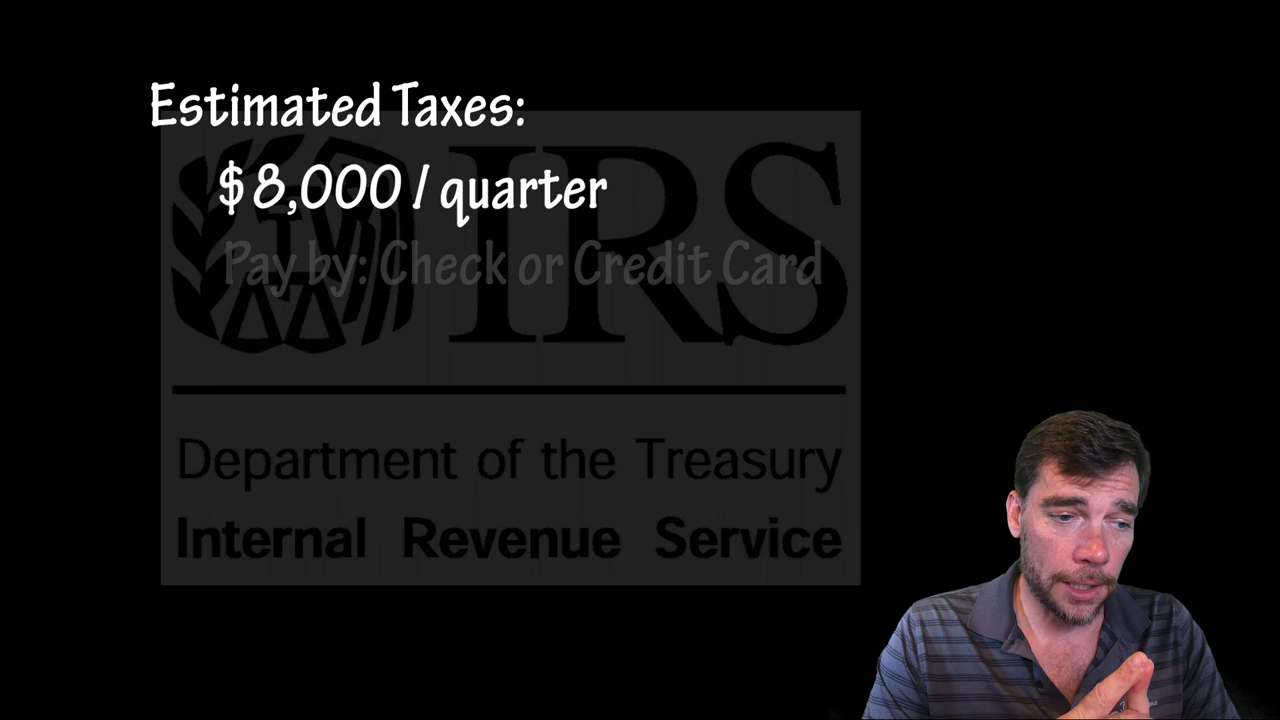 Estimated Taxes:
$8,000 / quarter
Pay by: Check or Credit Card
IRS
Department of the Treasury
Internal Revenue Service